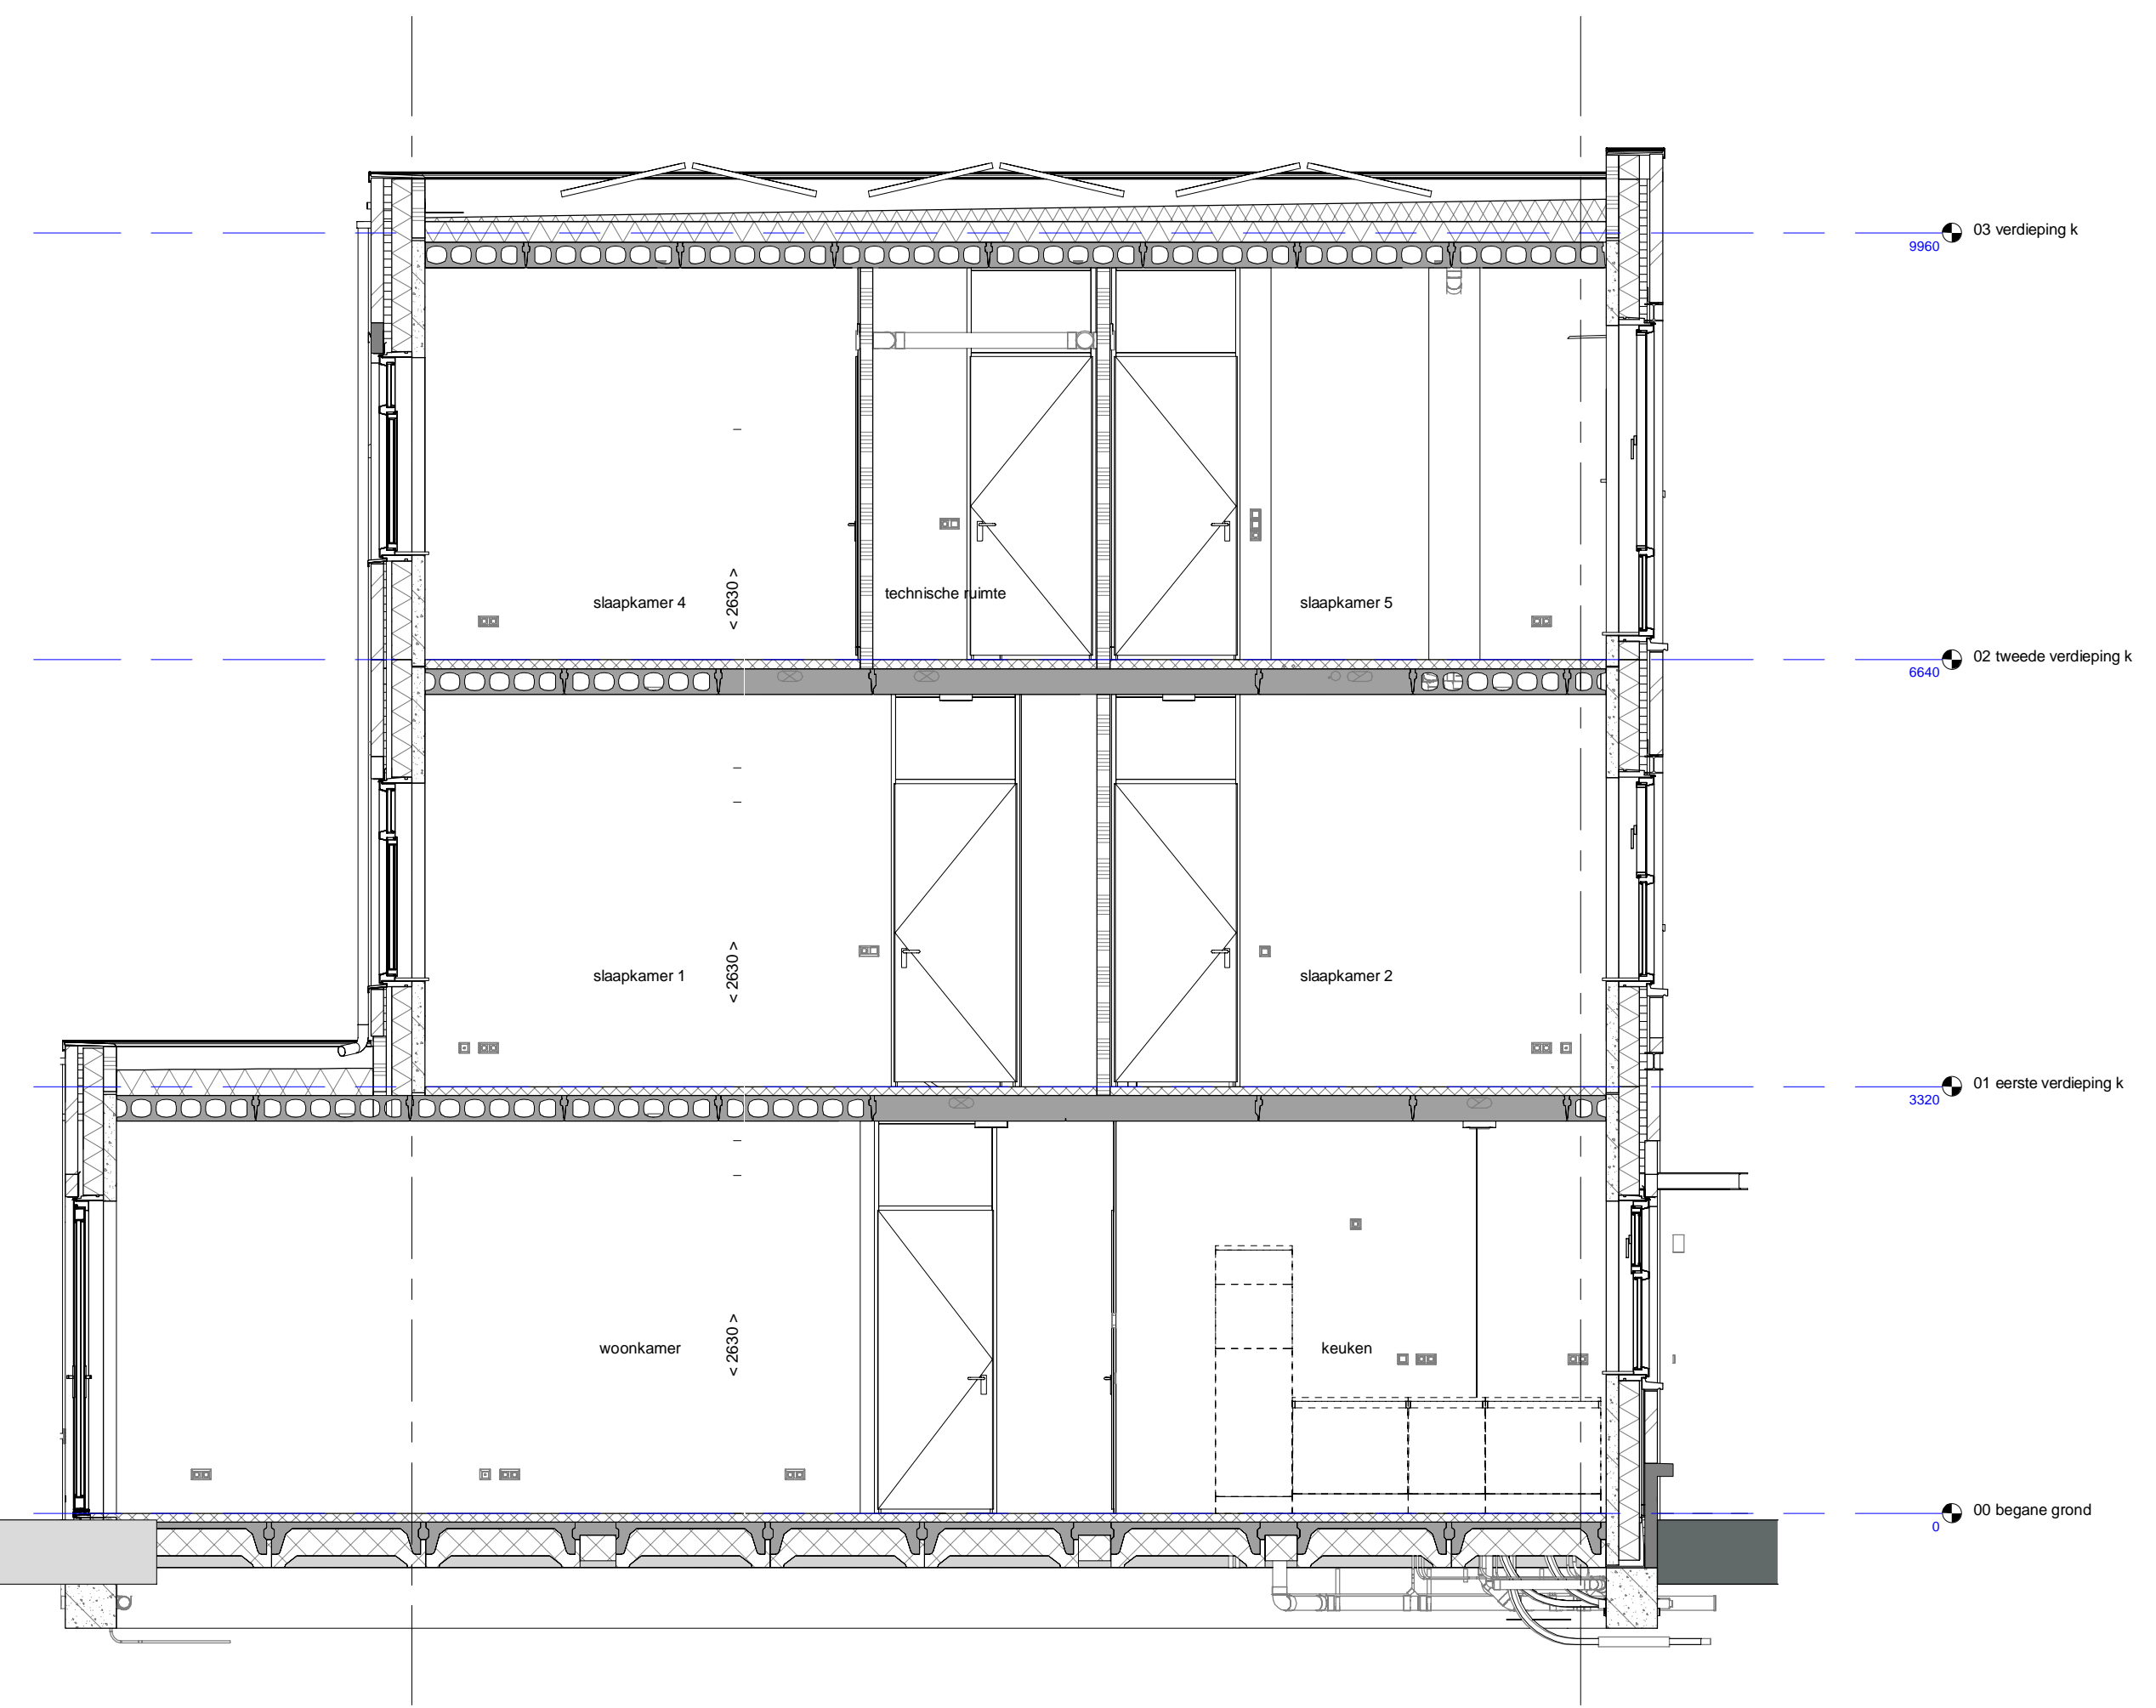 03 verdieping k
9960
slaapkamer 4
< 2630 >
technische ruimte
slaapkamer 5
02 tweede verdieping k
6640
slaapkamer 1
< 2630 >
slaapkamer 2
01 eerste verdieping k
3320
woonkamer
< 2630 >
keuken
00 begane grond
0